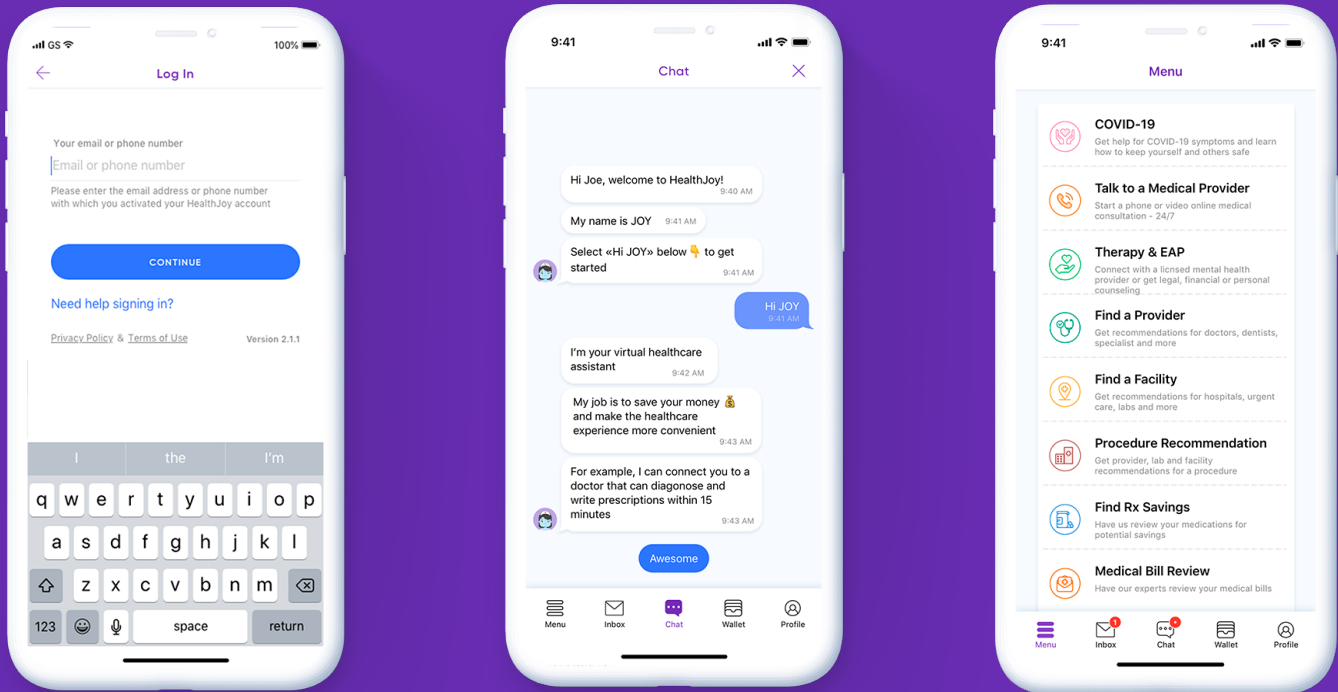 GS
100%
Log In
Your email or phone number
Email or phone number
Please enter the email address or phone number
with which you activated your HealthJoy account
CONTINUE
Need help signing in?
Privacy Policy & Terms of Use
Version 2.1.1
I the I'm
q w e r t y u i o p
a s d f g h j k l
z x c v b n m
123 space return
9:41
Chat
Hi Joe, welcome to HealthJoy!
9:40 AM
My name is JOY 9:41 AM
Select «Hi JOY» below 👇 to get
started
9:41 AM
Hi JOY
9:41 AM
I'm your virtual healthcare
assistant
9:42 AM
My job is to save your money 💰
and make the healthcare
experience more convenient
9:43 AM
For example, I can connect you to a
doctor that can diagonose and
write prescriptions within 15
minutes
9:43 AM
Awesome
Menu Inbox Chat Wallet Profile
9:41
Menu
COVID-19
Get help for COVID-19 symptoms and learn
how to keep yourself and others safe
Talk to a Medical Provider
Start a phone or video online medical
consultation - 24/7
Therapy & EAP
Connect with a licnsed mental health
provider or get legal, financial or personal
counseling
Find a Provider
Get recommendations for doctors, dentists,
specialist and more
Find a Facility
Get recommendations for hospitals, urgent
care, labs and more
Procedure Recommendation
Get provider, lab and facility
recommendations for a procedure
Find Rx Savings
Have us review your medications for
potential savings
Medical Bill Review
Have our experts review your medical bills
1
Menu Inbox Chat Wallet Profile